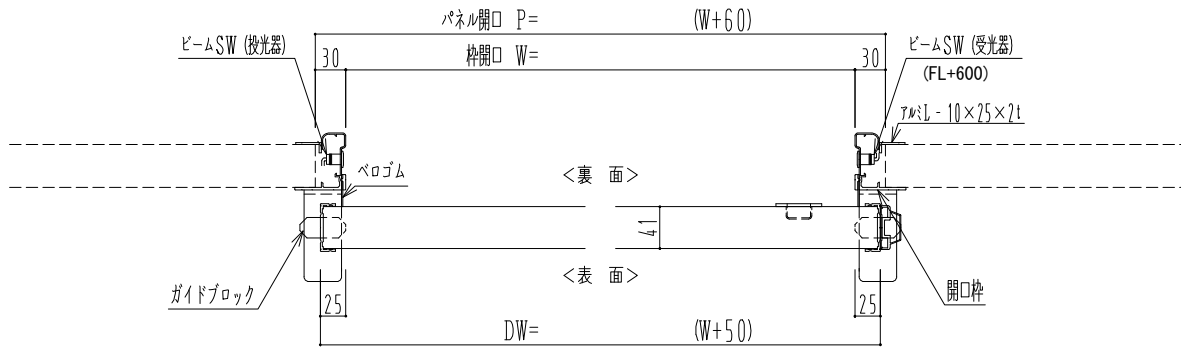 パネル開口 P= (W+60)
ビームSW (投光器)
30
枠開口 W=
30
ビームSW (受光器)
(FL+600)
アルミL - 10×25×2t
ベロゴム
<裏 面>
41
<表 面>
ガイドブロック
25
25
開口枠
DW= (W+50)